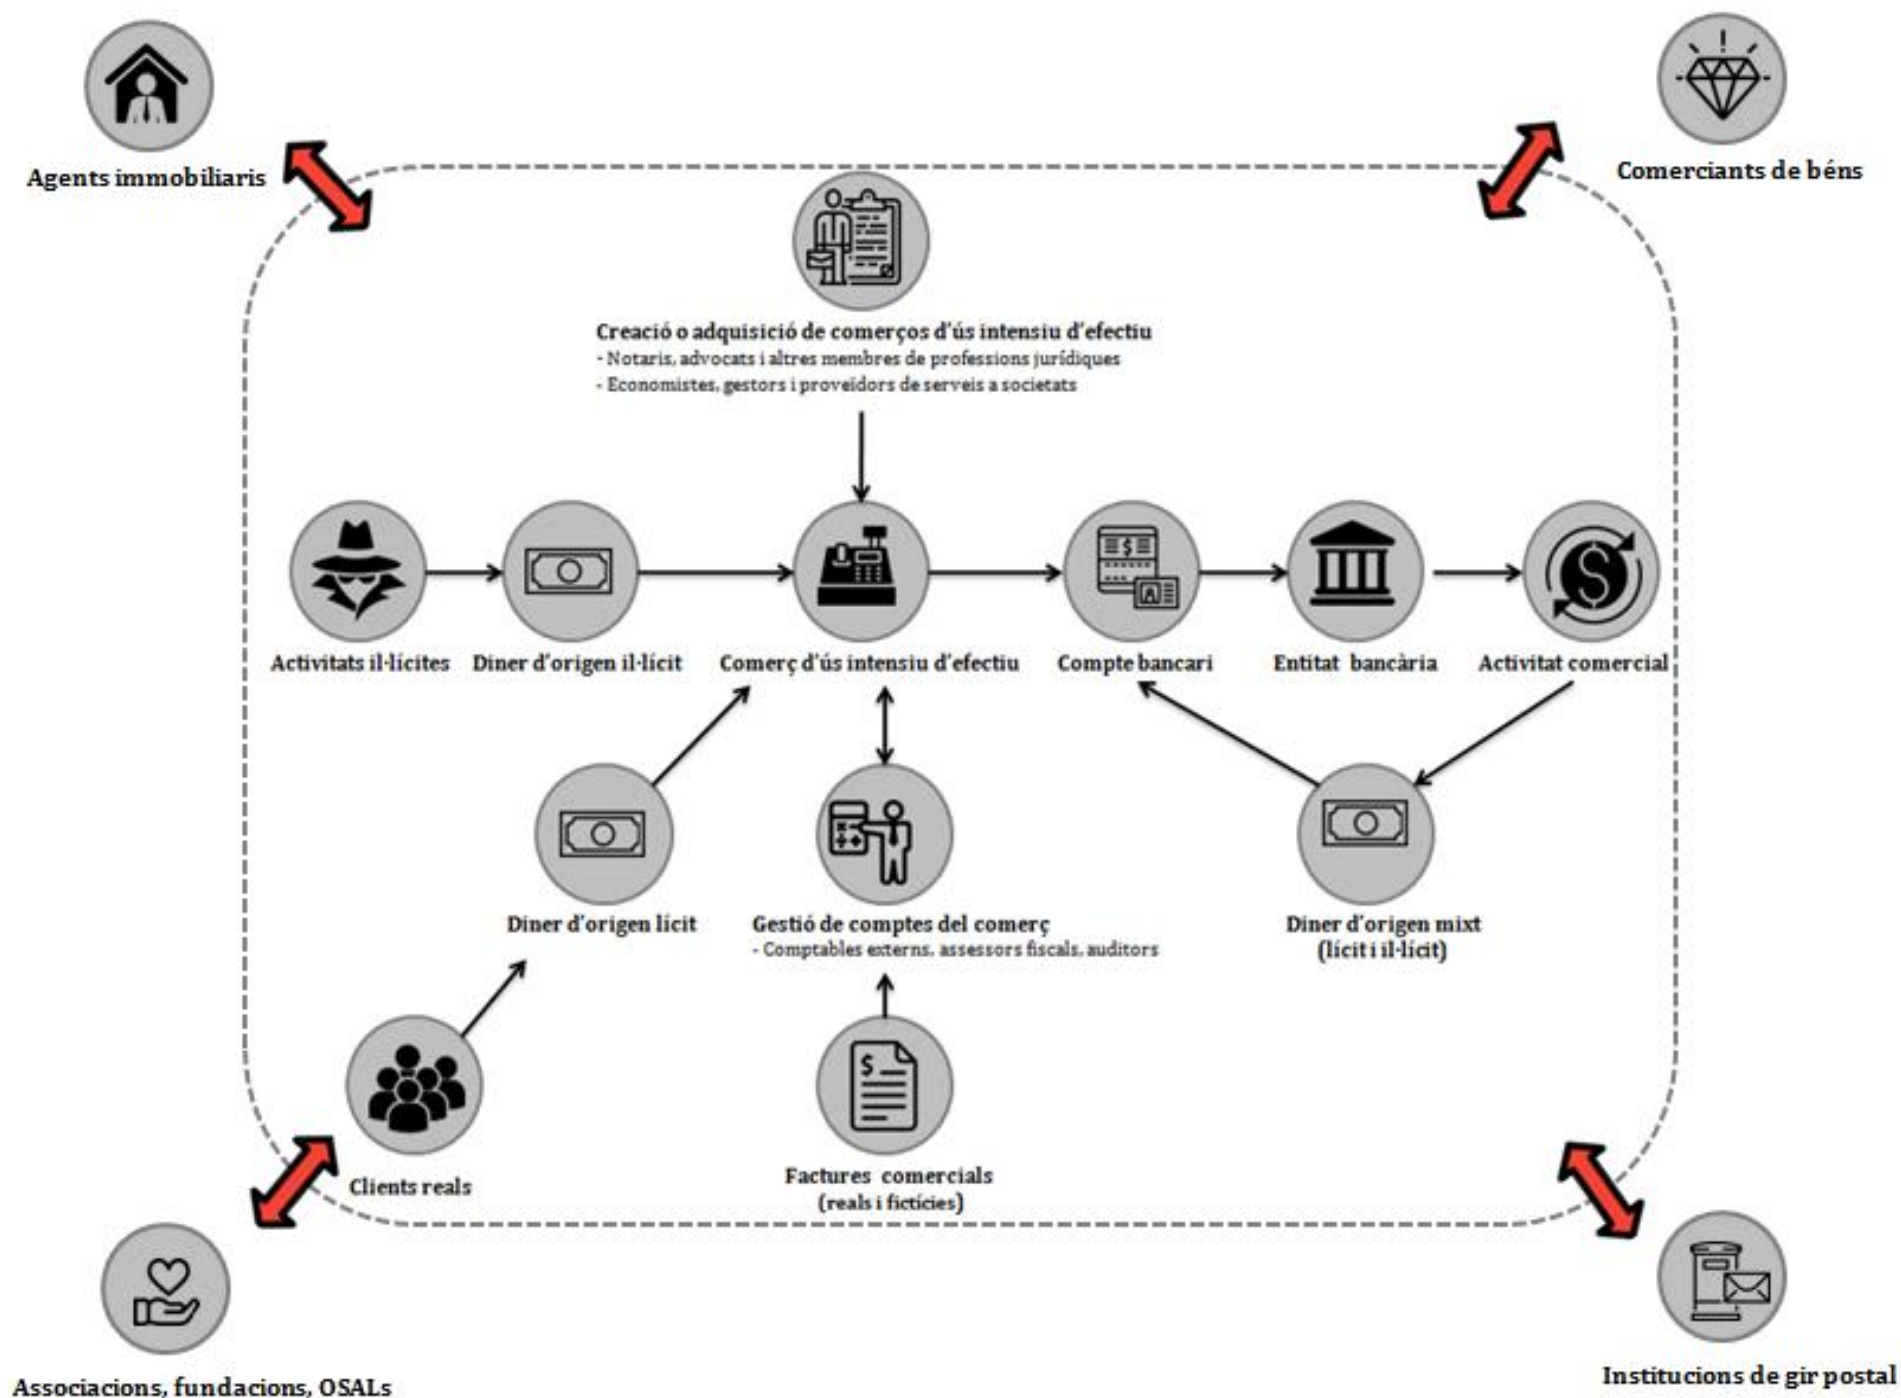 Agents immobiliaris
Comerciants de béns
Creació o adquisició de comerços d'ús intensiu d'efectiu
- Notaris, advocats i altres membres de professions jurídiques
- Economistes, gestors i proveïdors de serveis a societats
Activitats il·lícites
Diner d'origen il·lícit
Comerç d'ús intensiu d'efectiu
Compte bancari
Entitat bancària
Activitat comercial
Diner d'origen lícit
Gestió de comptes del comerç
- Comptables externs, assessors fiscals, auditors
Diner d'origen mixt
(lícit i il·lícit)
Clients reals
Factures comercials
(reals i fictícies)
Associacions, fundacions, OSALs
Institucions de gir postal